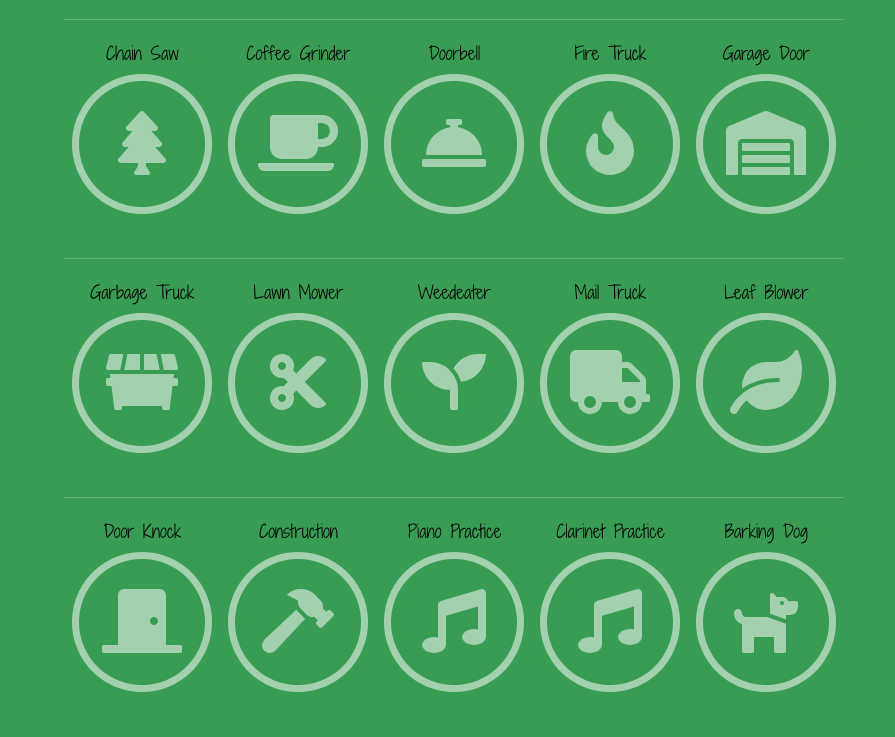 Chain Saw
Coffee Grinder
Doorbell
Fire Truck
Garage Door
Garbage Truck
Lawn Mower
Weedeater
Mail Truck
Leaf Blower
Door Knock
Construction
Piano Practice
Clarinet Practice
Barking Dog